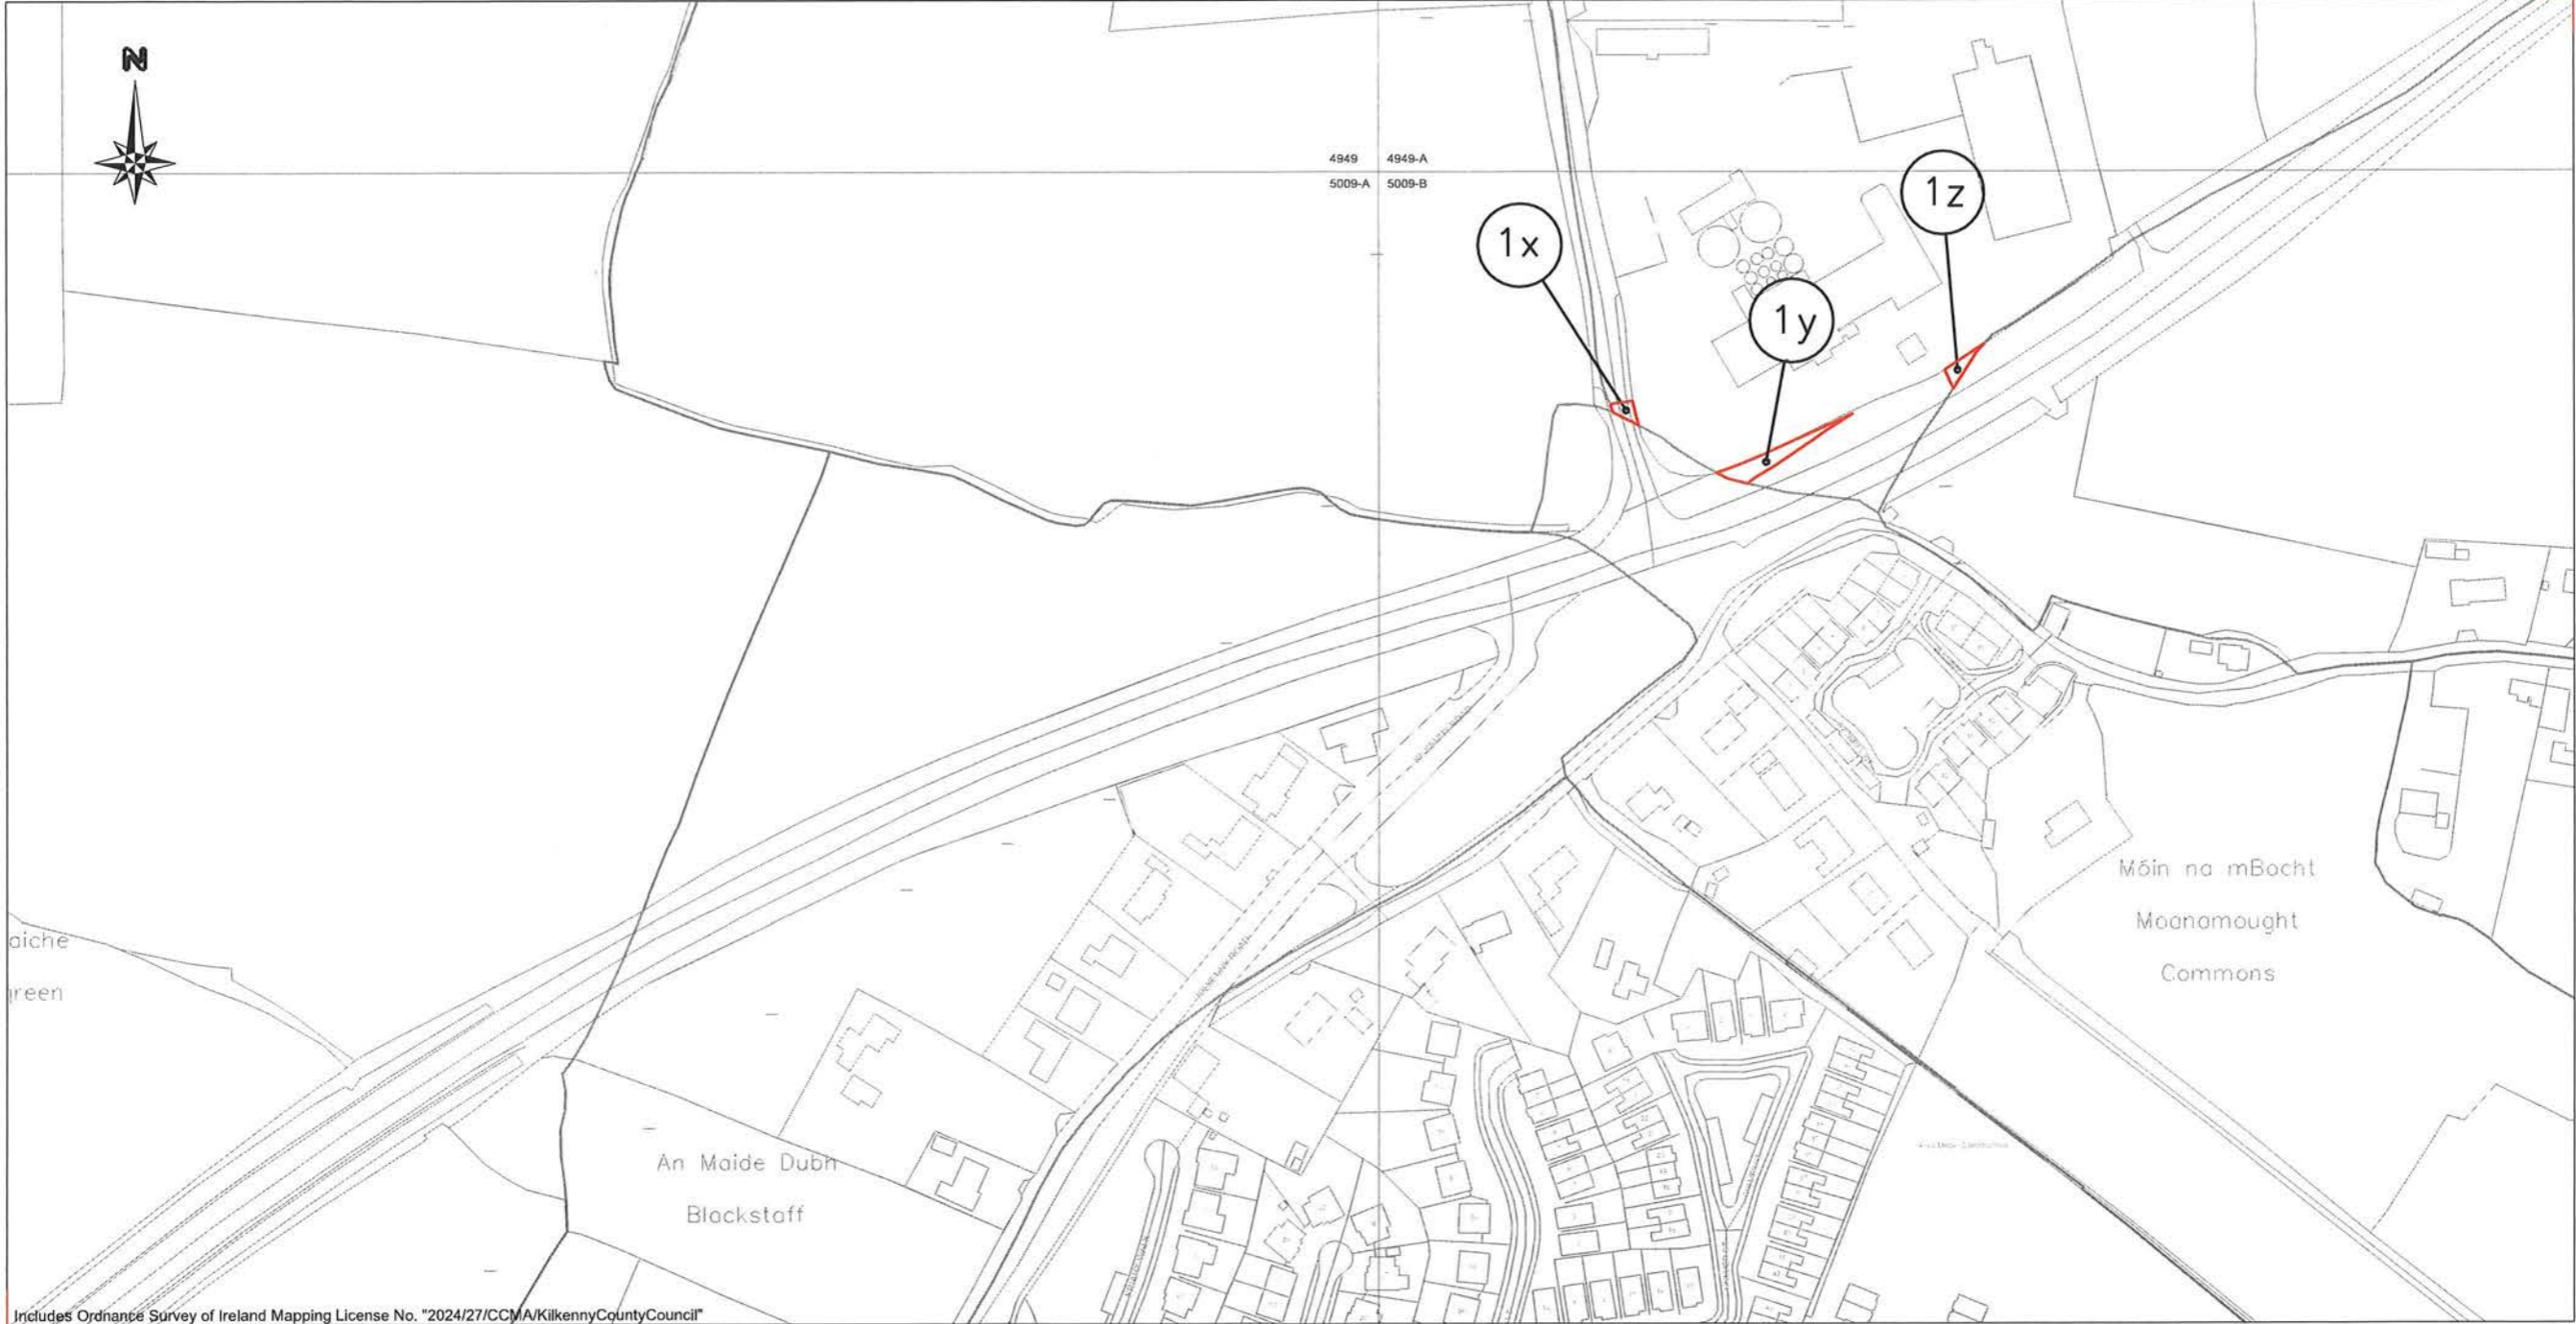 N
4949 4949-A
5009-A 5009-B
1x
1y
1z
Móin na mBocht
Moanamought
Commons
aiche
reen
An Maide Dubh
Blackstaff
Includes Ordnance Survey of Ireland Mapping License No. "2024/27/CCMA/KilkennyCountyCouncil"